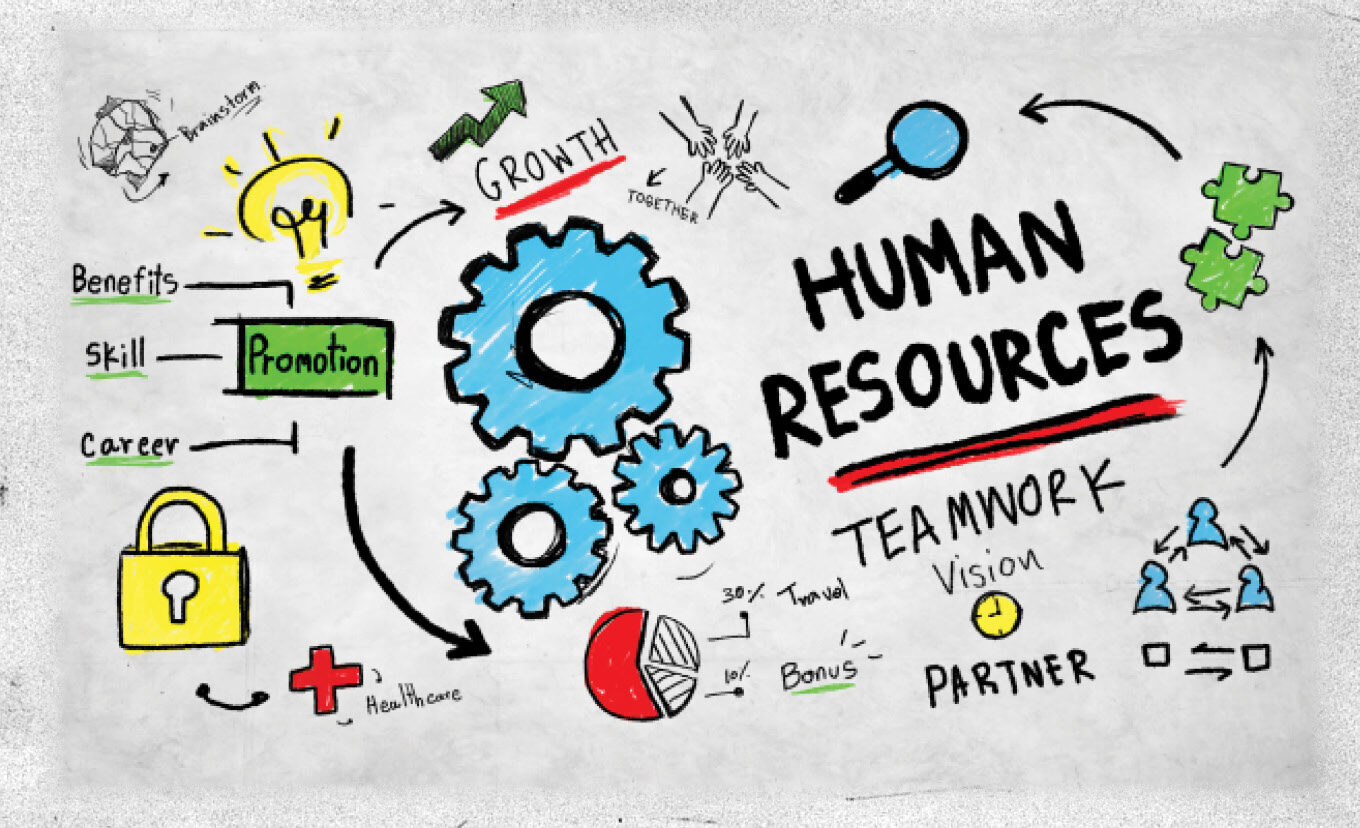 Brainstorm
GROWTH
TOGETHER
Benefits
Skill
Promotion
Career
HUMAN
RESOURCES
TEAMWORK
Vision
PARTNER
30% Travel
10% Bonus
Healthcare